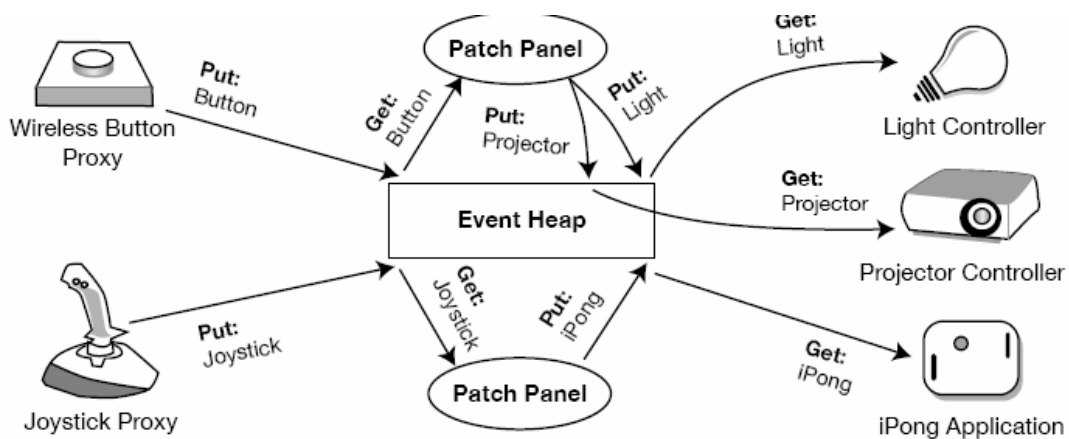 Patch Panel
Get:
Light
Put:
Button
Get:
Button
Put:
Projector
Put:
Light
Wireless Button
Proxy
Light Controller
Event Heap
Get:
Projector
Projector Controller
Put:
Joystick
Get:
Joystick
Put:
iPong
Get:
iPong
Joystick Proxy
Patch Panel
iPong Application